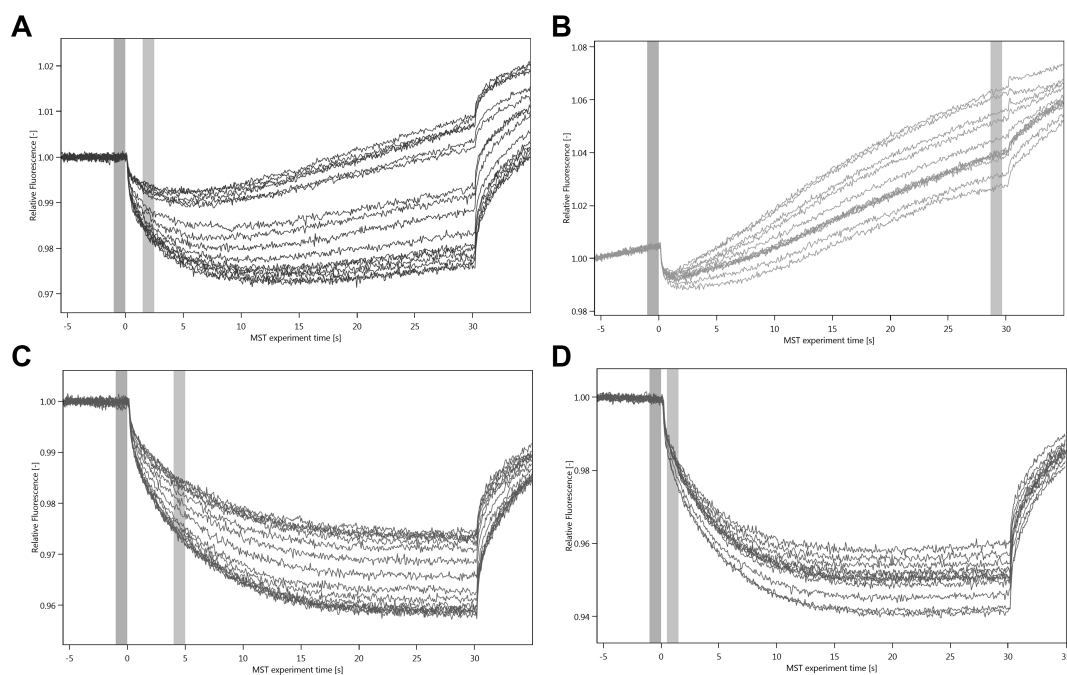 A
1.02
1.01
1.00
0.99
0.98
0.97
Relative Fluorescence [-]
-5 0 5 10 15 20 25 30
MST experiment time [s]
B
1.08
1.06
1.04
1.02
1.00
0.98
Relative Fluorescence [-]
-5 0 5 10 15 20 25 30
MST experiment time [s]
C
1.00
0.99
0.98
0.97
0.96
Relative Fluorescence [-]
-5 0 5 10 15 20 25 30
MST experiment time [s]
D
1.00
0.98
0.96
0.94
Relative Fluorescence [-]
-5 0 5 10 15 20 25 30 3
MST experiment time [s]